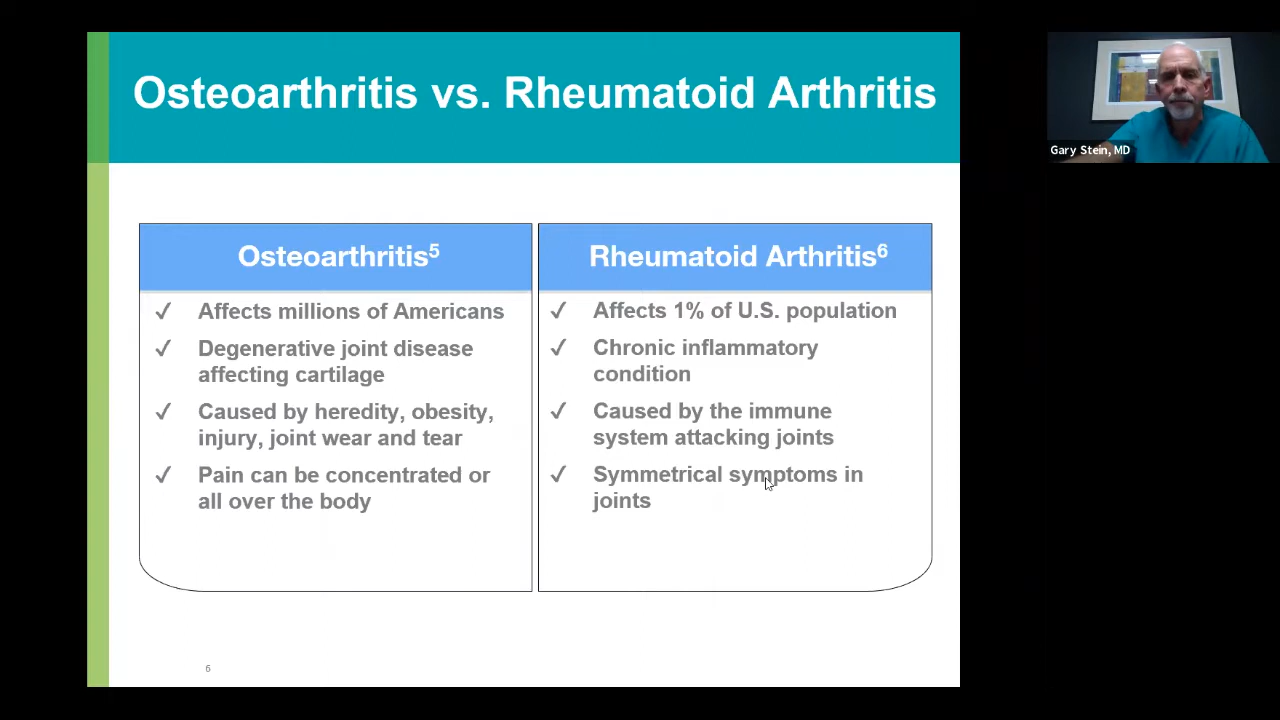 Osteoarthritis vs. Rheumatoid Arthritis
Gary Stein, MD
Osteoarthritis⁵
✓ Affects millions of Americans
✓ Degenerative joint disease
affecting cartilage
✓ Caused by heredity, obesity,
injury, joint wear and tear
✓ Pain can be concentrated or
all over the body
Rheumatoid Arthritis⁶
✓ Affects 1% of U.S. population
✓ Chronic inflammatory
condition
✓ Caused by the immune
system attacking joints
✓ Symmetrical symptoms in
joints
6